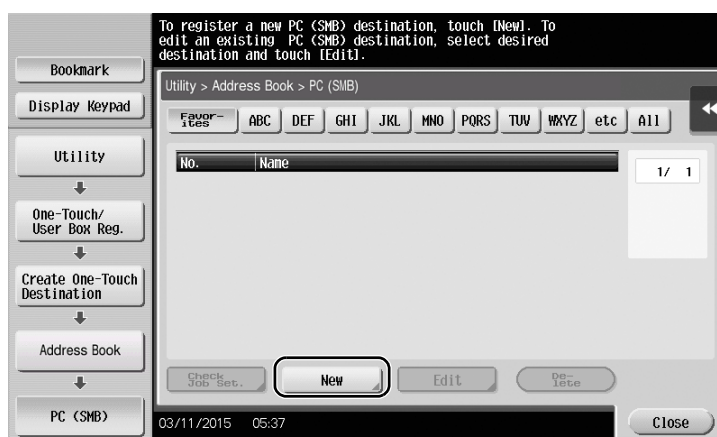 To register a new PC (SMB) destination, touch [New]. To
edit an existing  PC (SMB) destination, select desired
destination and touch [Edit].
Bookmark
Display Keypad
Utility > Address Book > PC (SMB)
Favor-
ites
ABC DEF GHI JKL MNO PQRS TUV WXYZ etc All
Utility
No. Name
1/ 1
One-Touch/
User Box Reg.
Create One-Touch
Destination
Address Book
Check
Job Set.
New Edit
De-
lete
PC (SMB)
03/11/2015 05:37
Close